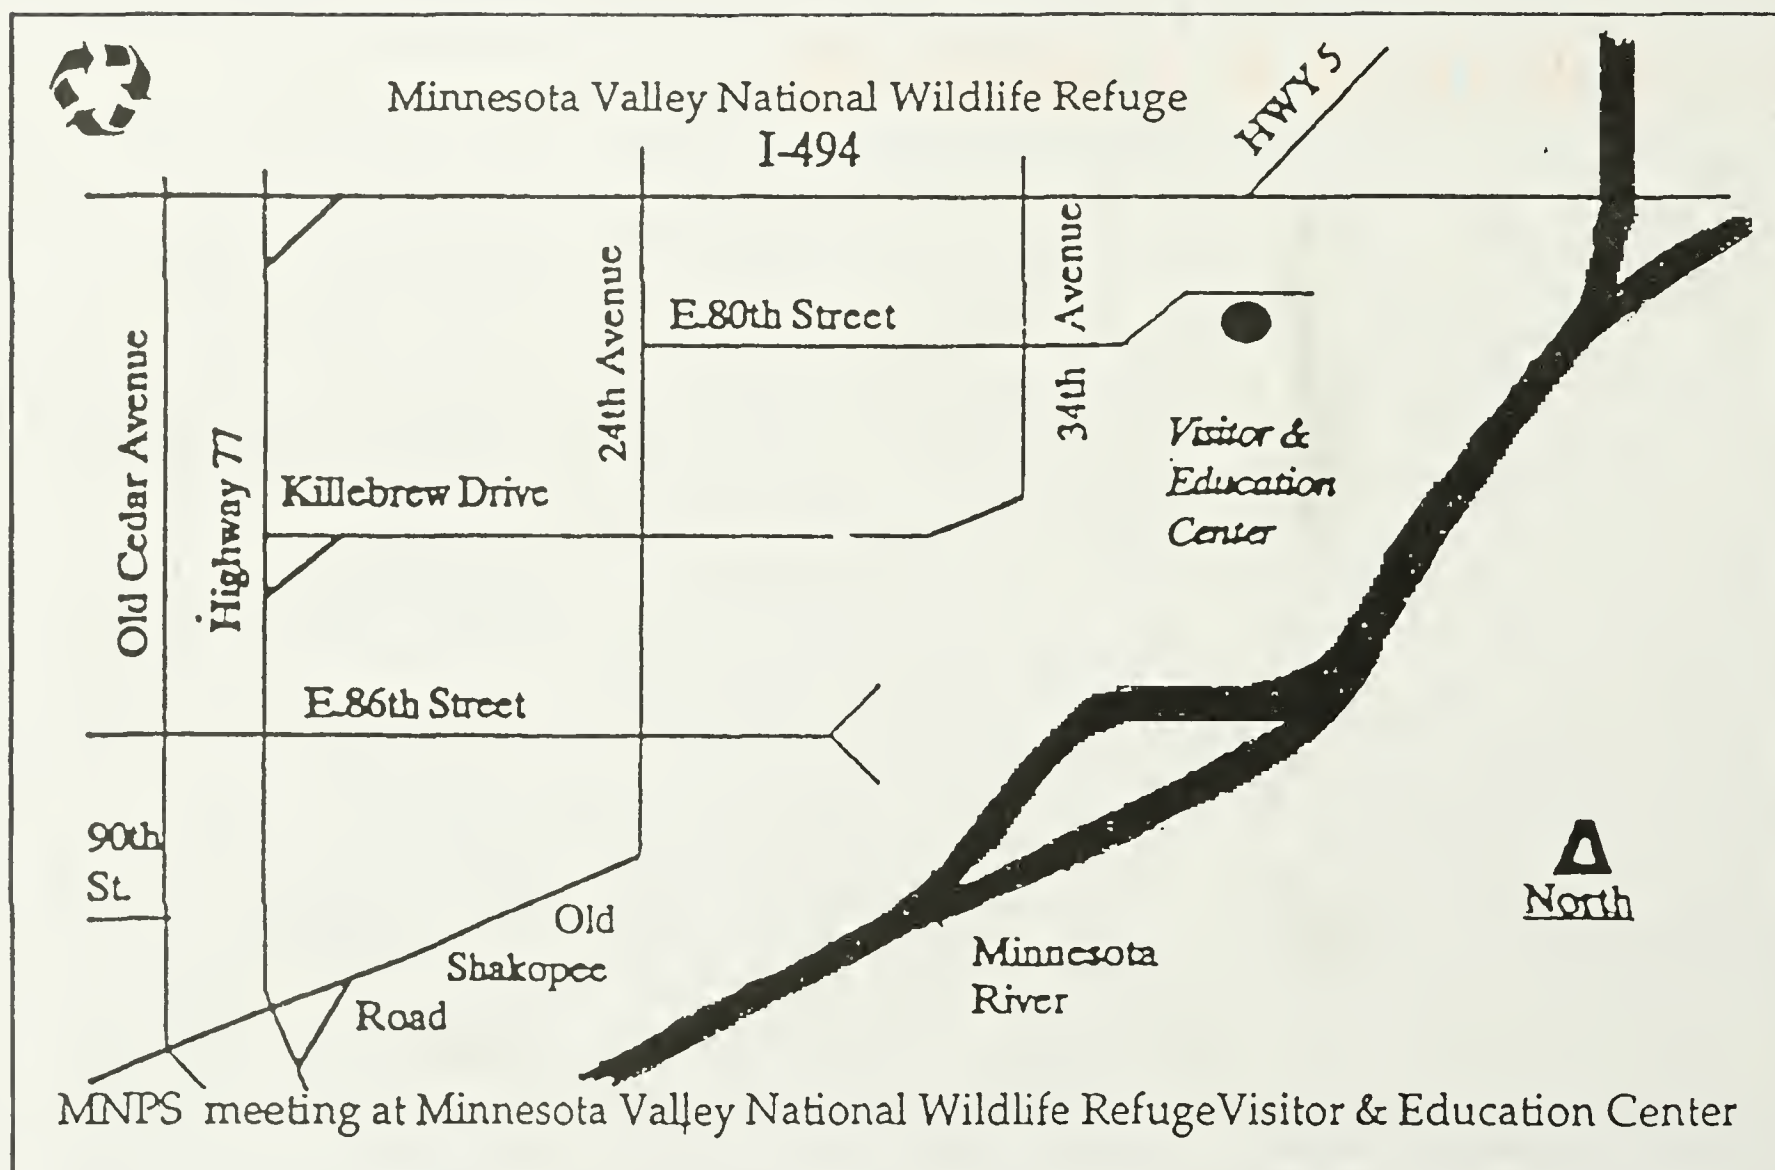 Minnesota Valley National Wildlife Refuge
I-494
HWY 5
Old Cedar Avenue
Highway 77
24th Avenue
34th Avenue
E.80th Street
Killebrew Drive
Visitor &
Education
Center
E.86th Street
90th
St.
Old
Shakopee
Road
Minnesota
River
North
MNPS meeting at Minnesota Valley National Wildlife RefugeVisitor & Education Center